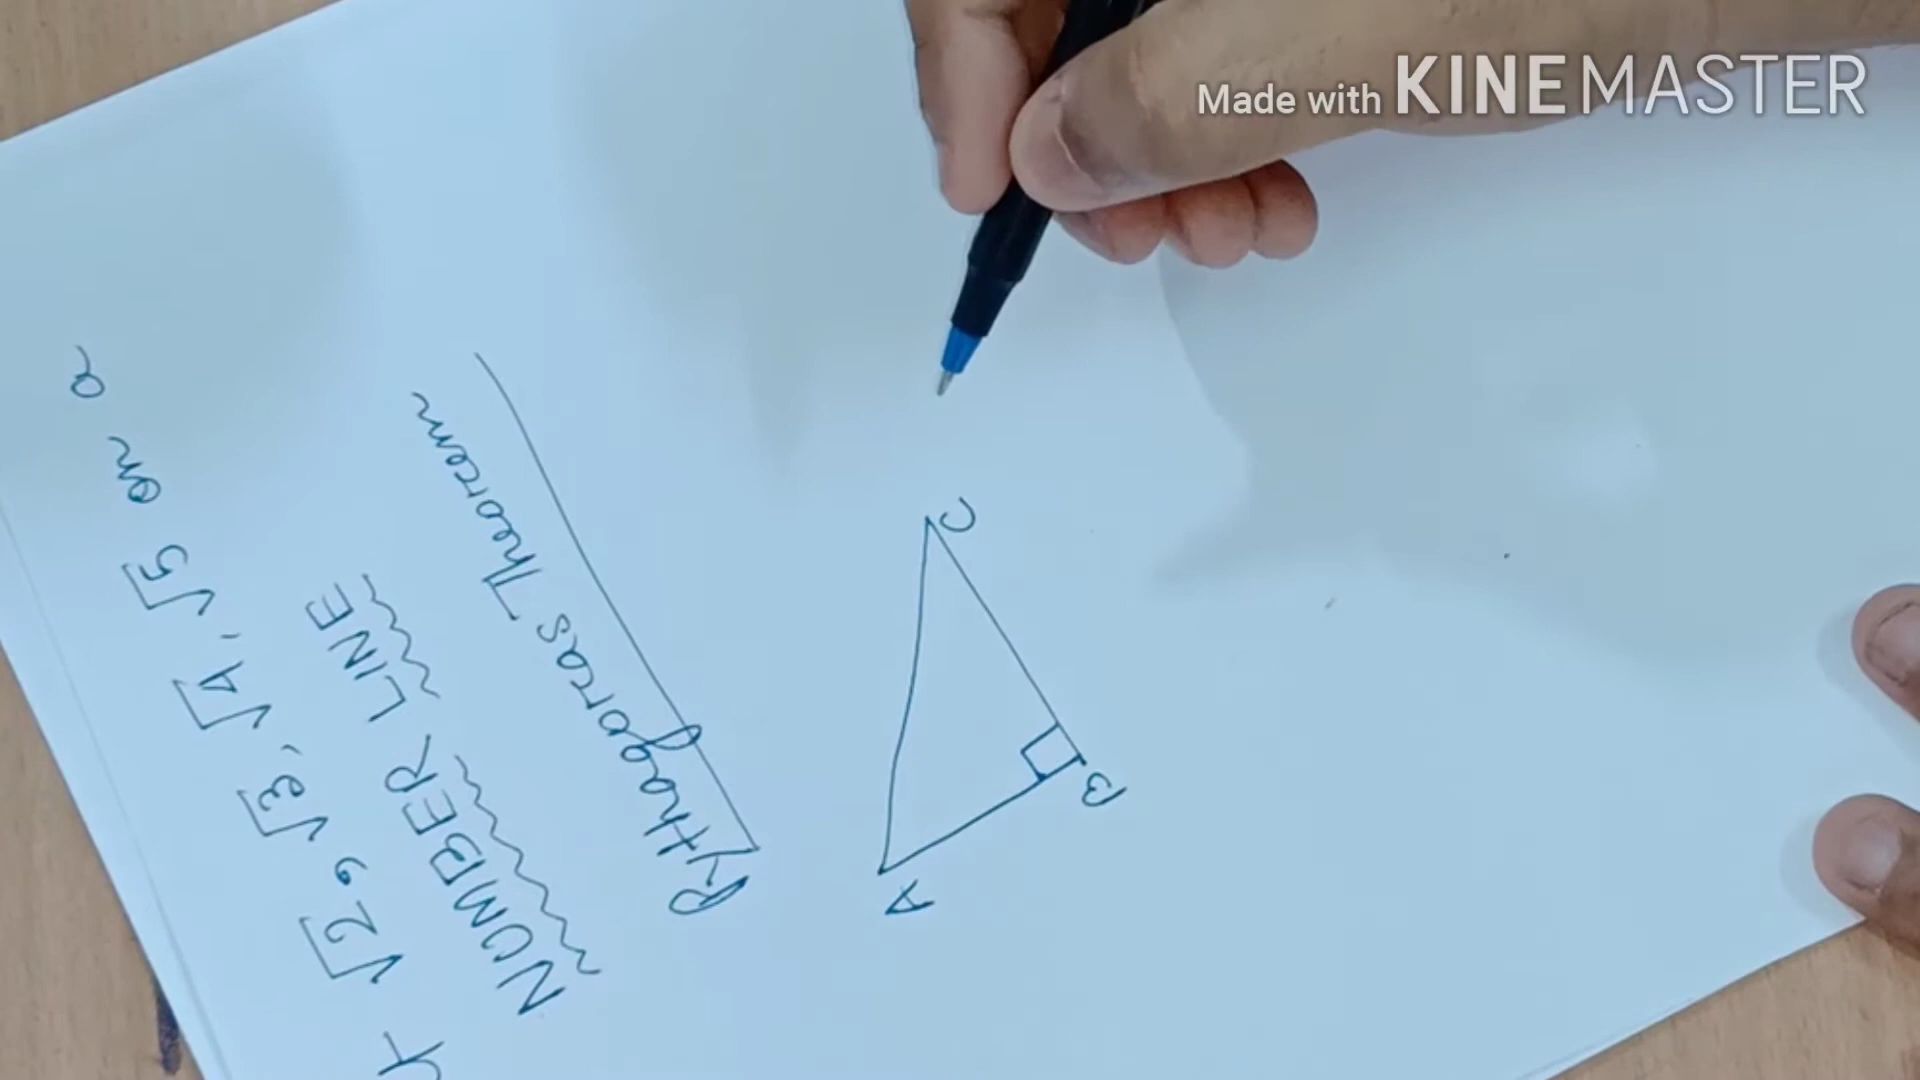 Made with KINEMASTER
√2, √3, √4, √5 on a
NUMBER LINE
Pythagoras Theorem
A
B
C